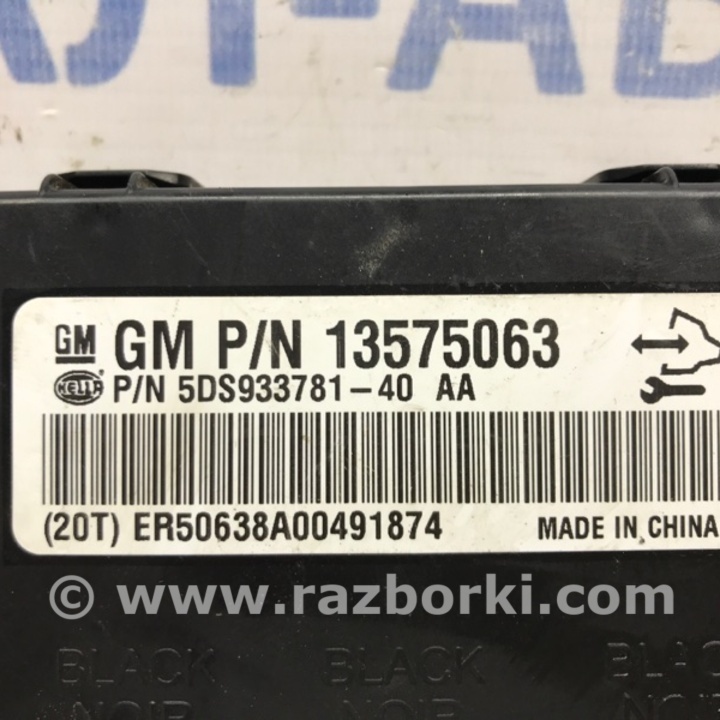 GM GM P/N 13575063
HELLA P/N 5DS933781-40 AA
(20T) ER50638A00491874 MADE IN CHINA
© www.razborki.com
BLACK BLACK
NOIR NOIR